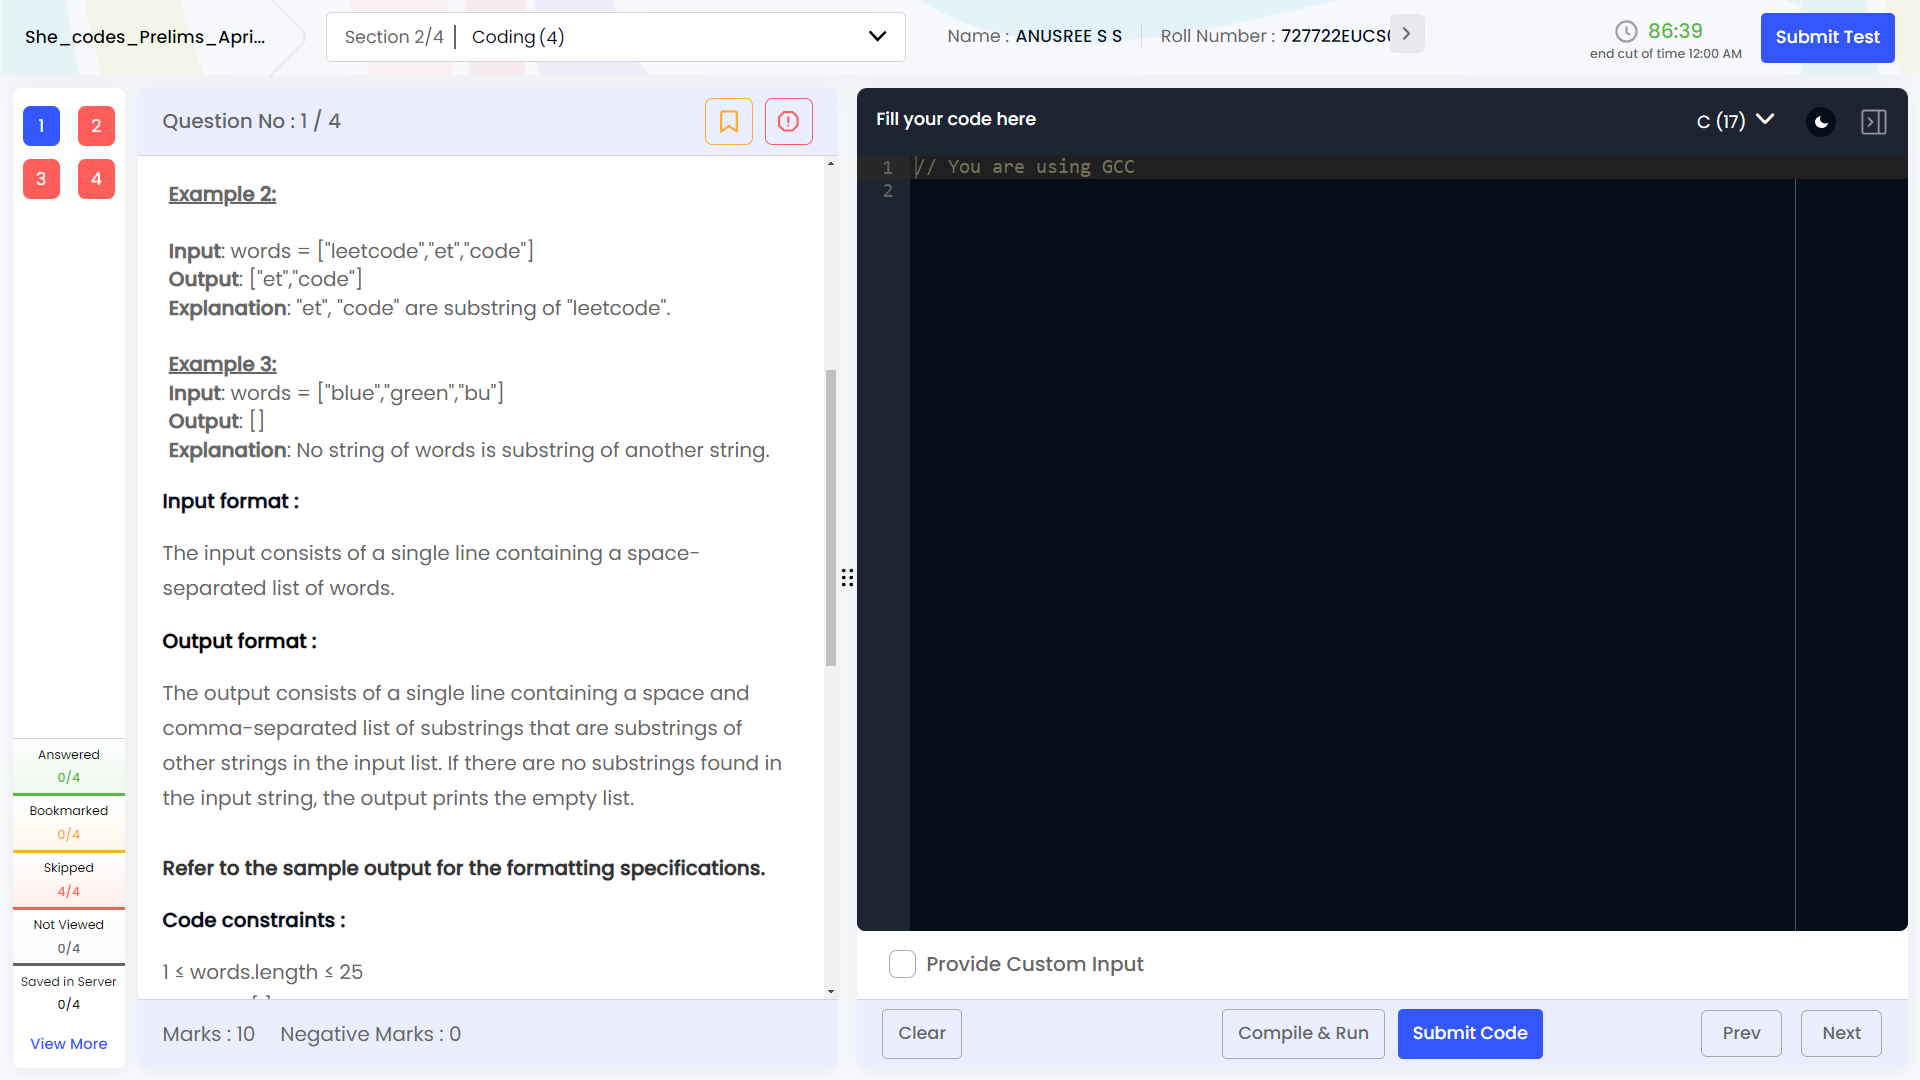 She_codes_Prelims_Apri...
Section 2/4 | Coding (4)
Name : ANUSREE S S
Roll Number : 727722EUCS
86:39
end cut of time 12:00 AM
Submit Test
1 2
3 4
Question No : 1 / 4
Example 2:
Input: words = ["leetcode","et","code"]
Output: ["et","code"]
Explanation: "et", "code" are substring of "leetcode".
Example 3:
Input: words = ["blue","green","bu"]
Output: []
Explanation: No string of words is substring of another string.
Input format :
The input consists of a single line containing a space-
separated list of words.
Output format :
The output consists of a single line containing a space and
comma-separated list of substrings that are substrings of
other strings in the input list. If there are no substrings found in
the input string, the output prints the empty list.
Refer to the sample output for the formatting specifications.
Code constraints :
1 ≤ words.length ≤ 25
Marks : 10 Negative Marks : 0
Answered
0/4
Bookmarked
0/4
Skipped
4/4
Not Viewed
0/4
Saved in Server
0/4
View More
Fill your code here
C (17)
1 // You are using GCC
2
Provide Custom Input
Clear
Compile & Run
Submit Code
Prev
Next